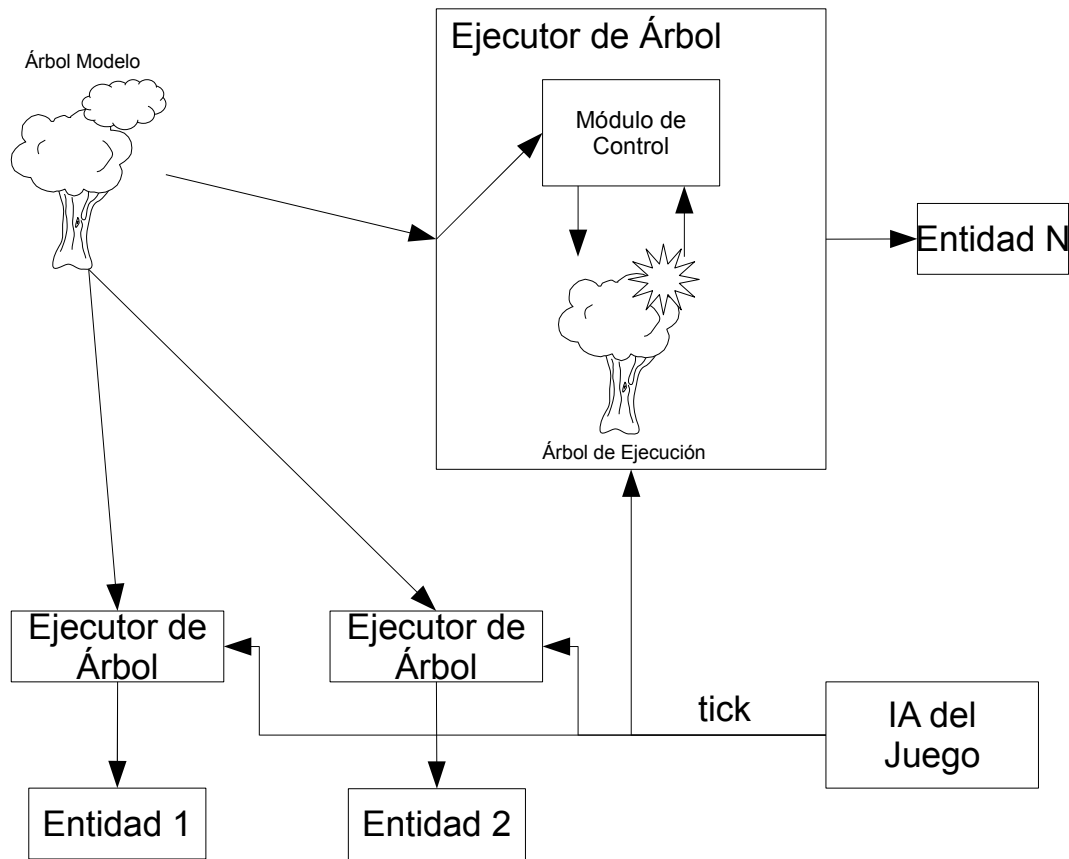 Ejecutor de Árbol
Árbol Modelo
Módulo de
Control
Entidad N
Árbol de Ejecución
Ejecutor de
Árbol
Ejecutor de
Árbol
tick
IA del
Juego
Entidad 1
Entidad 2